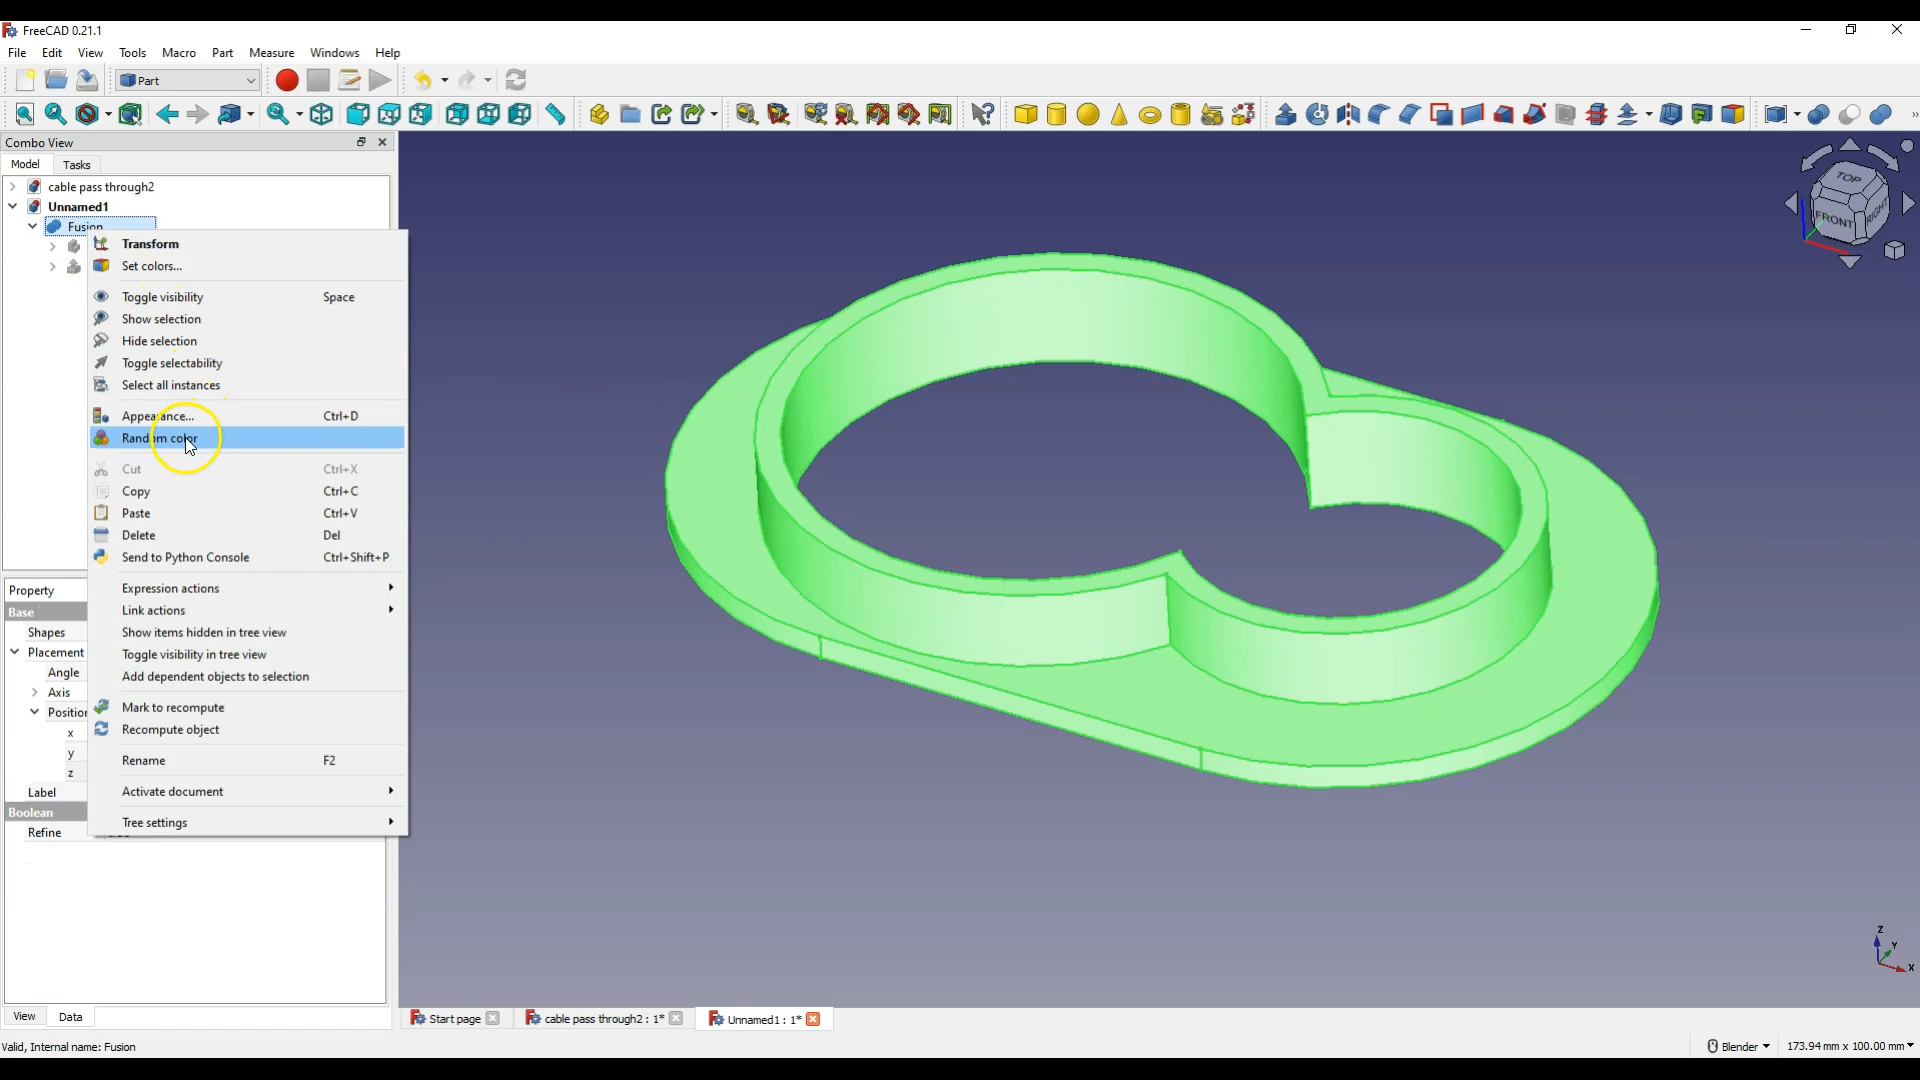 FreeCAD 0.21.1
File Edit View Tools Macro Part Measure Windows Help
Part
Combo View
Model Tasks
cable pass through2
Unnamed1
Fusion
Transform
Set colors...
Toggle visibility Space
Show selection
Hide selection
Toggle selectability
Select all instances
Appearance... Ctrl+D
Random color
Cut Ctrl+X
Copy Ctrl+C
Paste Ctrl+V
Delete Del
Send to Python Console Ctrl+Shift+P
Expression actions
Link actions
Show items hidden in tree view
Toggle visibility in tree view
Add dependent objects to selection
Mark to recompute
Recompute object
Rename F2
Activate document
Tree settings
Property
Base
Shapes
Placement
Angle
Axis
Position
x
y
z
Label
Boolean
Refine
TOP
FRONT RIGHT
Z
Y
X
View Data
Start page cable pass through2 : 1* Unnamed1 : 1*
Valid, Internal name: Fusion
Blender 173.94 mm x 100.00 mm